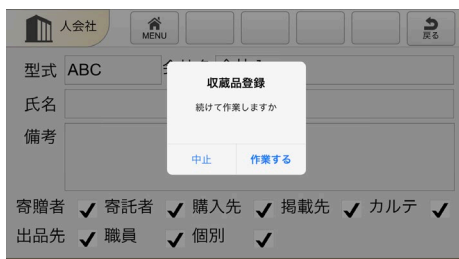 人会社
MENU
戻る
型式 ABC
収蔵品登録
氏名
続けて作業しますか
備考
中止 作業する
寄贈者 寄託者 購入先 掲載先 カルテ
出品先 職員 個別